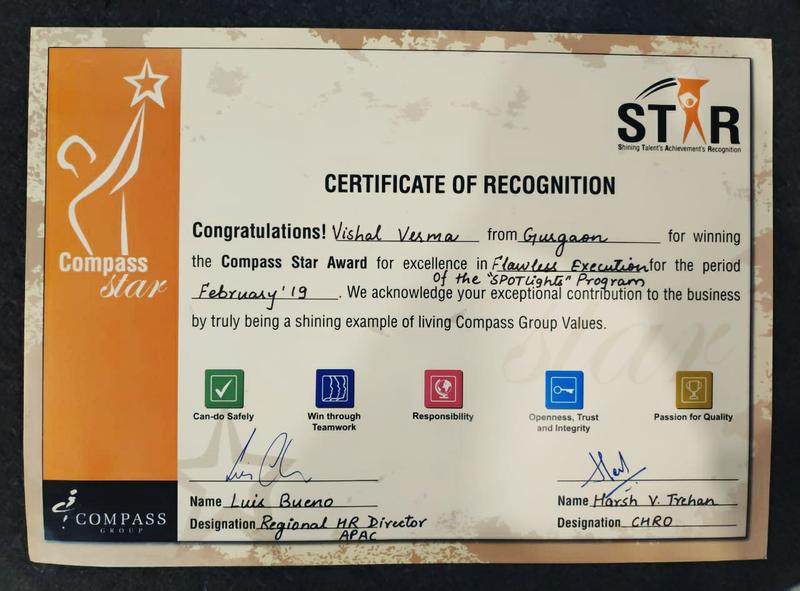 STAR
Shining Talent's Achievement's Recognition
CERTIFICATE OF RECOGNITION
Congratulations! Vishal Verma from Gurgaon for winning
the Compass Star Award for excellence in Flawless Execution for the period
of the "SPOTLights" Program
February '19. We acknowledge your exceptional contribution to the business
by truly being a shining example of living Compass Group Values.
Compass
star
Can-do Safely
Win through
Teamwork
Responsibility
Openness, Trust
and Integrity
Passion for Quality
Name Luis Bueno
Designation Regional HR Director
APAC
Name Harsh V. Trehan
Designation CHRO
COMPASS
GROUP